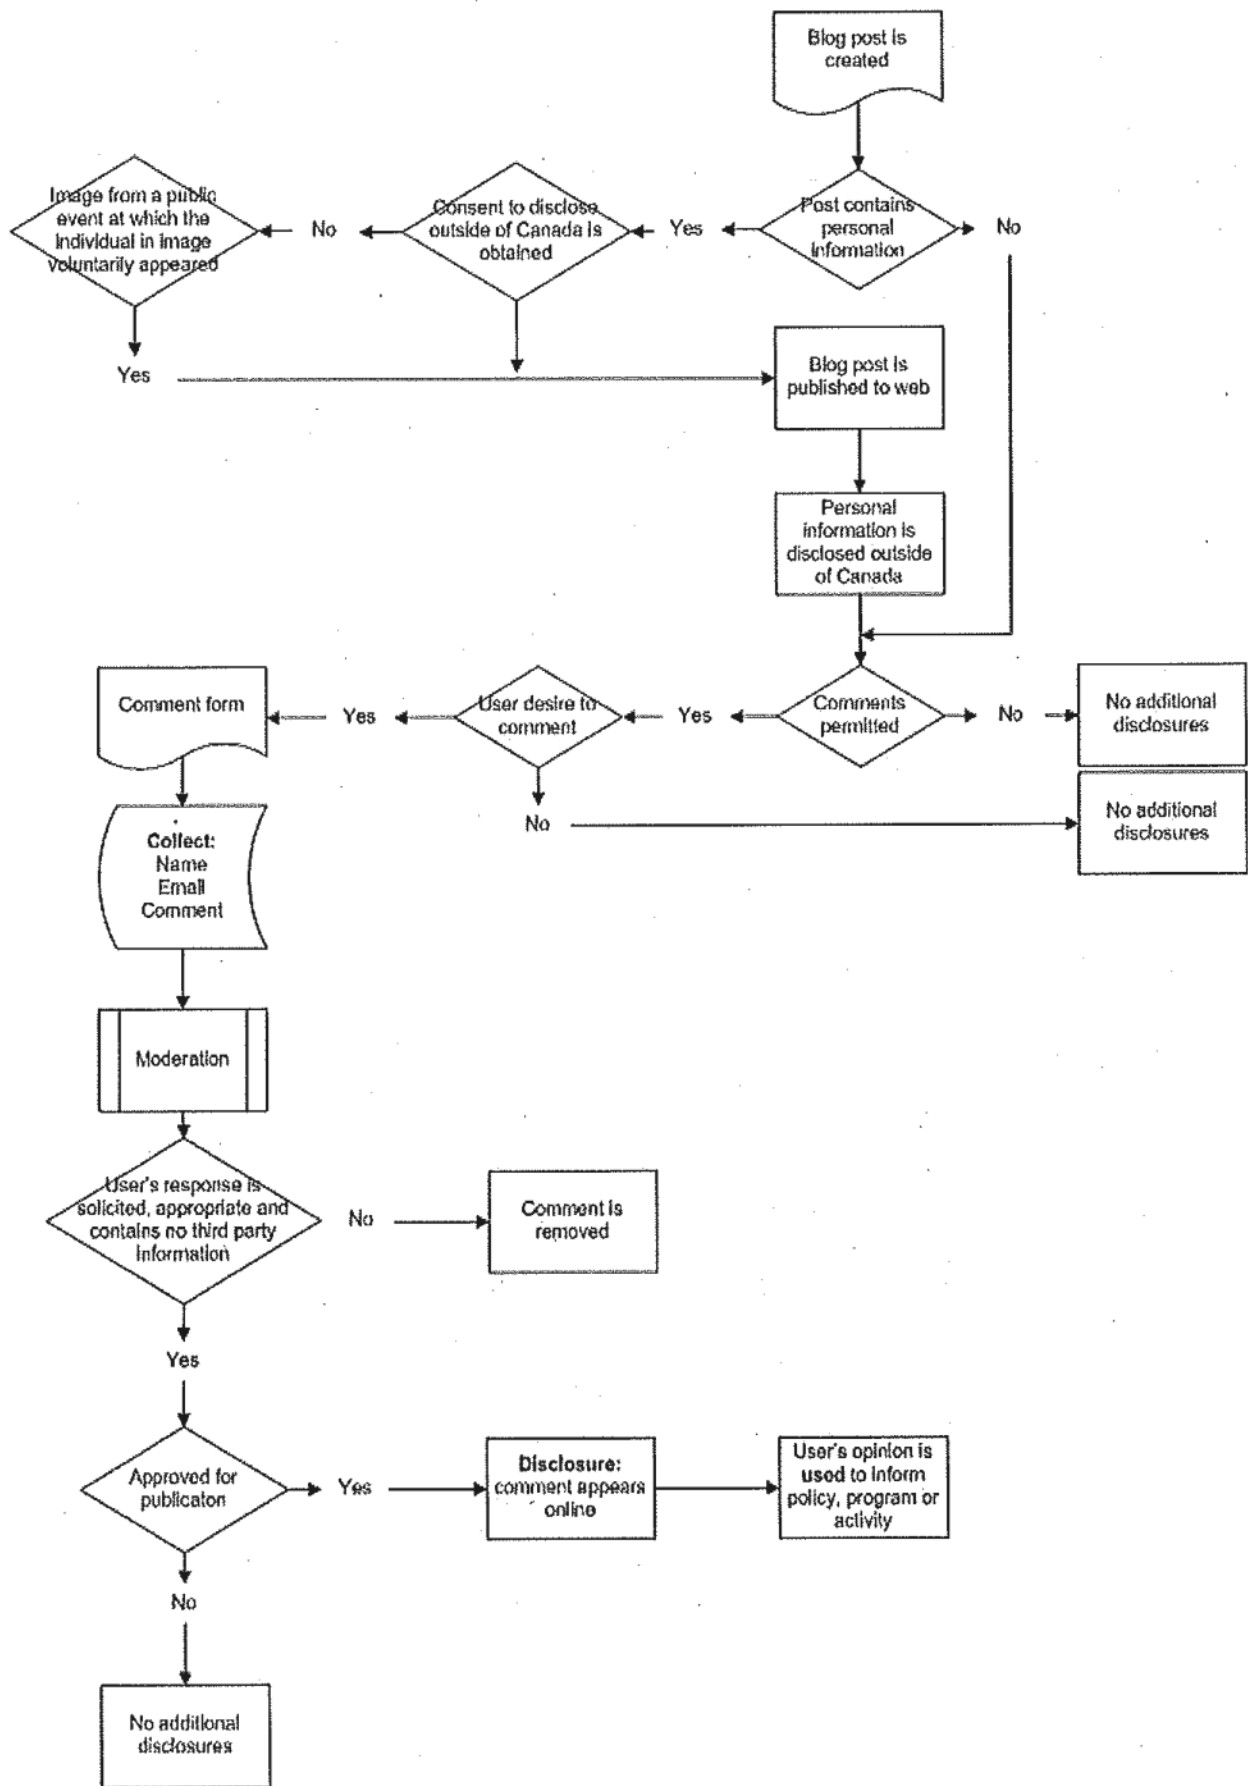 Blog post is
created
Image from a public
event at which the
individual in image
voluntarily appeared
No
Consent to disclose
outside of Canada is
obtained
Yes
Post contains
personal
information
No
Yes
Blog post is
published to web
Personal
information is
disclosed outside
of Canada
Comment form
Yes
User desire to
comment
Yes
Comments
permitted
No
No additional
disclosures
No
No additional
disclosures
Collect:
Name
Email
Comment
Moderation
User's response is
solicited, appropriate and
contains no third party
information
No
Comment is
removed
Yes
Approved for
publicaton
Yes
Disclosure:
comment appears
online
User's opinion is
used to inform
policy, program or
activity
No
No additional
disclosures